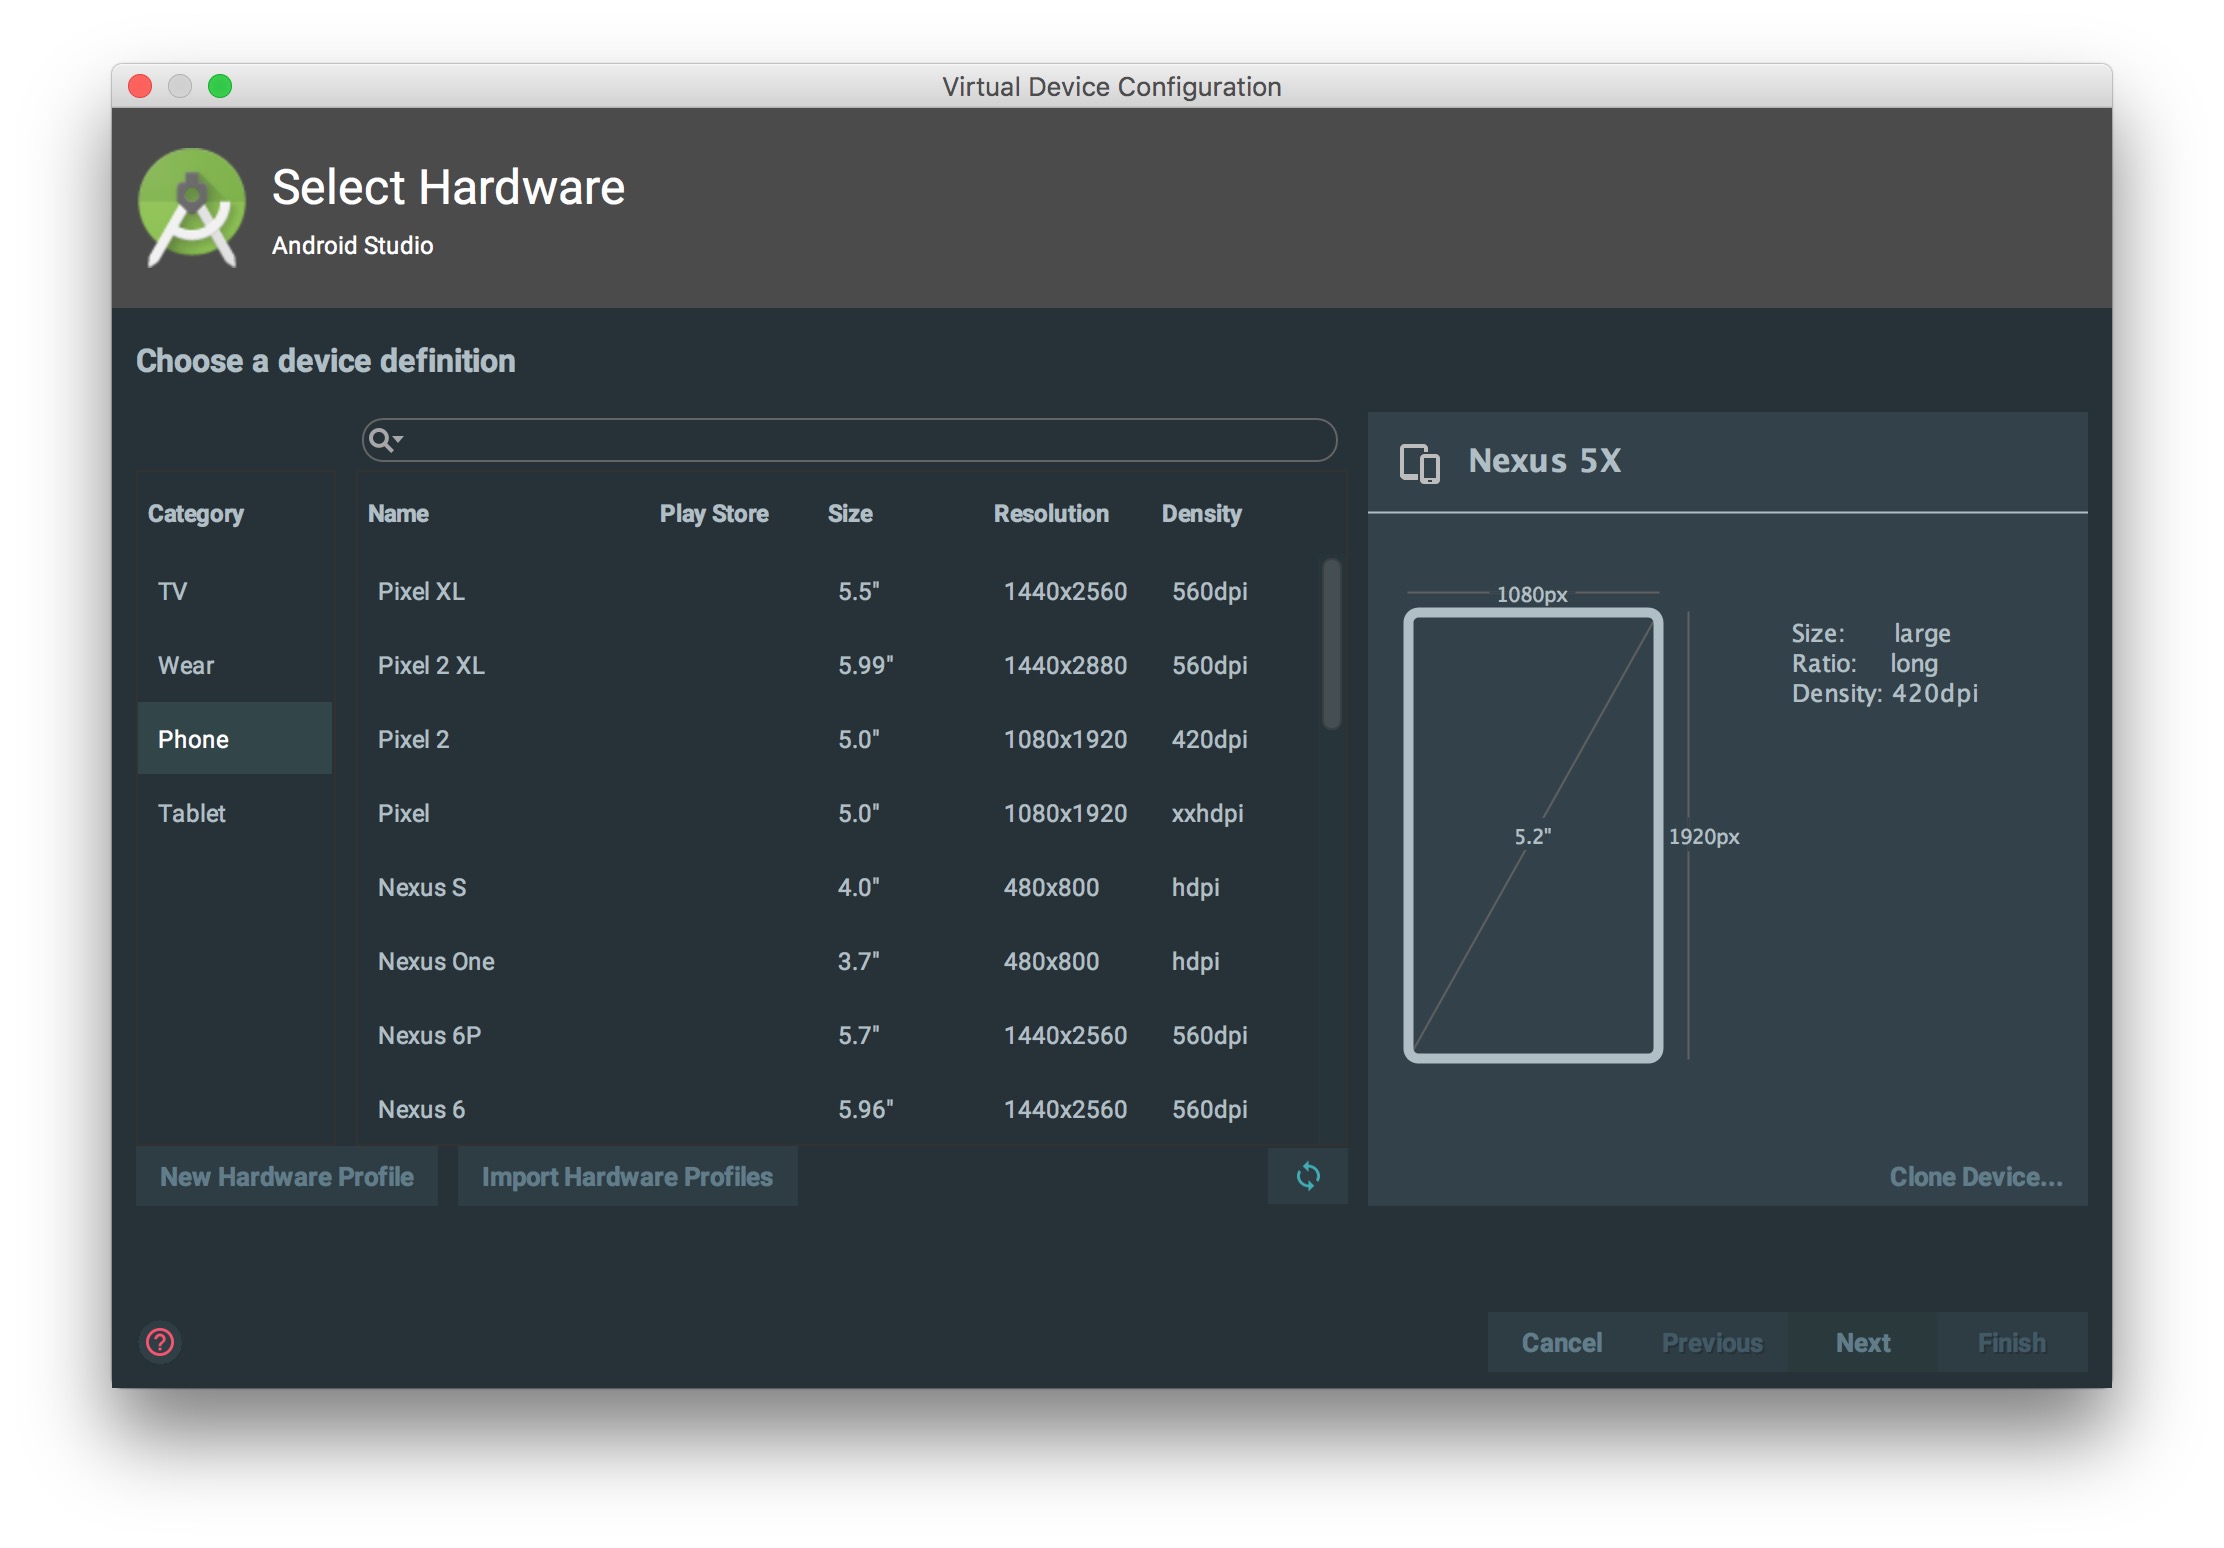 Virtual Device Configuration
Select Hardware
Android Studio
Choose a device definition
Category
TV
Wear
Phone
Tablet
Name Play Store Size Resolution Density
Pixel XL 5.5" 1440x2560 560dpi
Pixel 2 XL 5.99" 1440x2880 560dpi
Pixel 2 5.0" 1080x1920 420dpi
Pixel 5.0" 1080x1920 xxhdpi
Nexus S 4.0" 480x800 hdpi
Nexus One 3.7" 480x800 hdpi
Nexus 6P 5.7" 1440x2560 560dpi
Nexus 6 5.96" 1440x2560 560dpi
New Hardware Profile Import Hardware Profiles
Nexus 5X
1080px
5.2"
1920px
Size: large
Ratio: long
Density: 420dpi
Clone Device...
?
Cancel Previous Next Finish